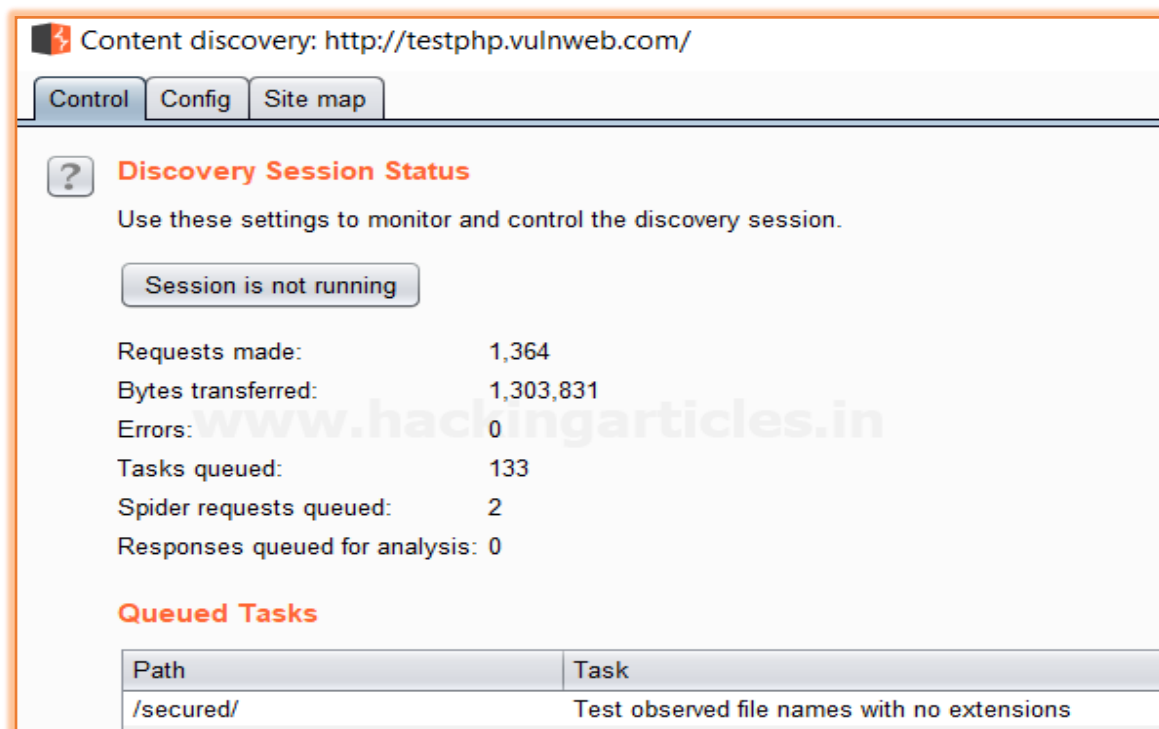 Content discovery: http://testphp.vulnweb.com/
Control Config Site map
? Discovery Session Status
Use these settings to monitor and control the discovery session.
Session is not running
Requests made: 1,364
Bytes transferred: 1,303,831
www.hackingarticles.in
Errors: 0
Tasks queued: 133
Spider requests queued: 2
Responses queued for analysis: 0
Queued Tasks
Path Task
/secured/ Test observed file names with no extensions